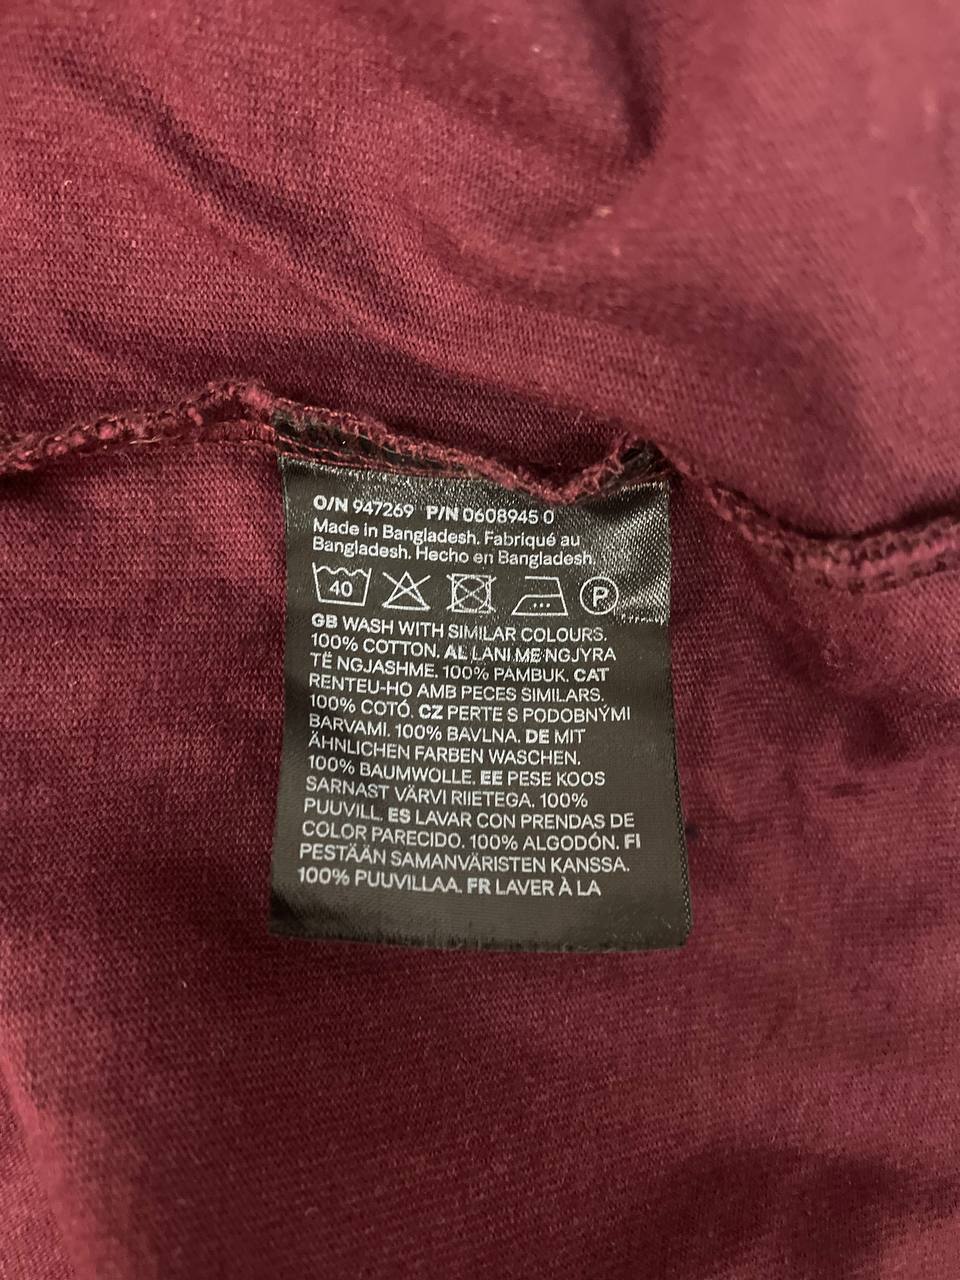 O/N 947269 P/N 0608945 0
Made in Bangladesh. Fabriqué au
Bangladesh. Hecho en Bangladesh.
40 P
GB WASH WITH SIMILAR COLOURS.
100% COTTON. AL LANI ME NGJYRA
TË NGJASHME. 100% PAMBUK. CAT
RENTEU-HO AMB PECES SIMILARS.
100% COTÓ. CZ PERTE S PODOBNÝMI
BARVAMI. 100% BAVLNA. DE MIT
ÄHNLICHEN FARBEN WASCHEN.
100% BAUMWOLLE. EE PESE KOOS
SARNAST VÄRVI RIIETEGA. 100%
PUUVILL. ES LAVAR CON PRENDAS DE
COLOR PARECIDO. 100% ALGODÓN. FI
PESTÄÄN SAMANVÄRISTEN KANSSA.
100% PUUVILLAA. FR LAVER À LA